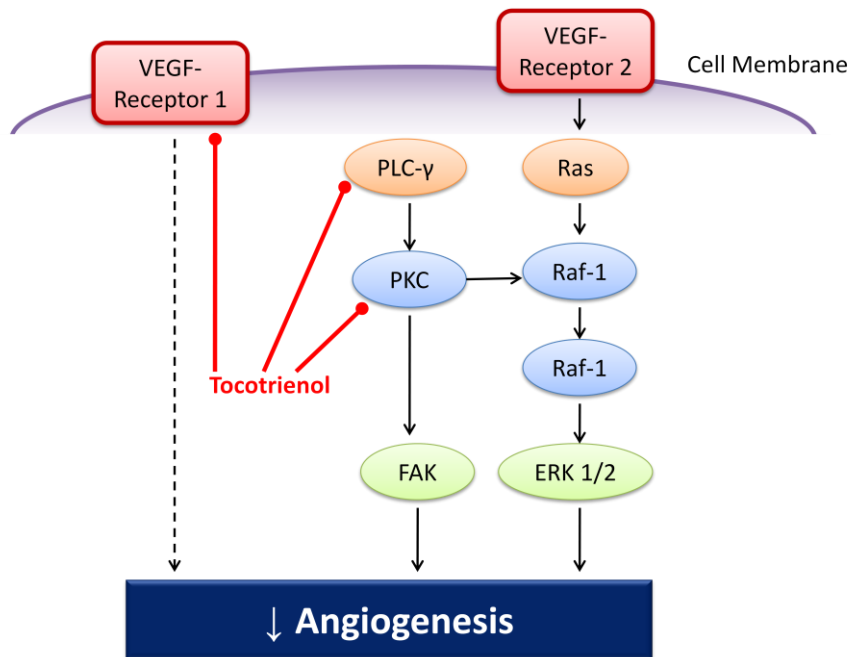 VEGF-
Receptor 1
VEGF-
Receptor 2
Cell Membrane
PLC-γ
Ras
PKC
Raf-1
Raf-1
Tocotrienol
FAK
ERK 1/2
↓ Angiogenesis